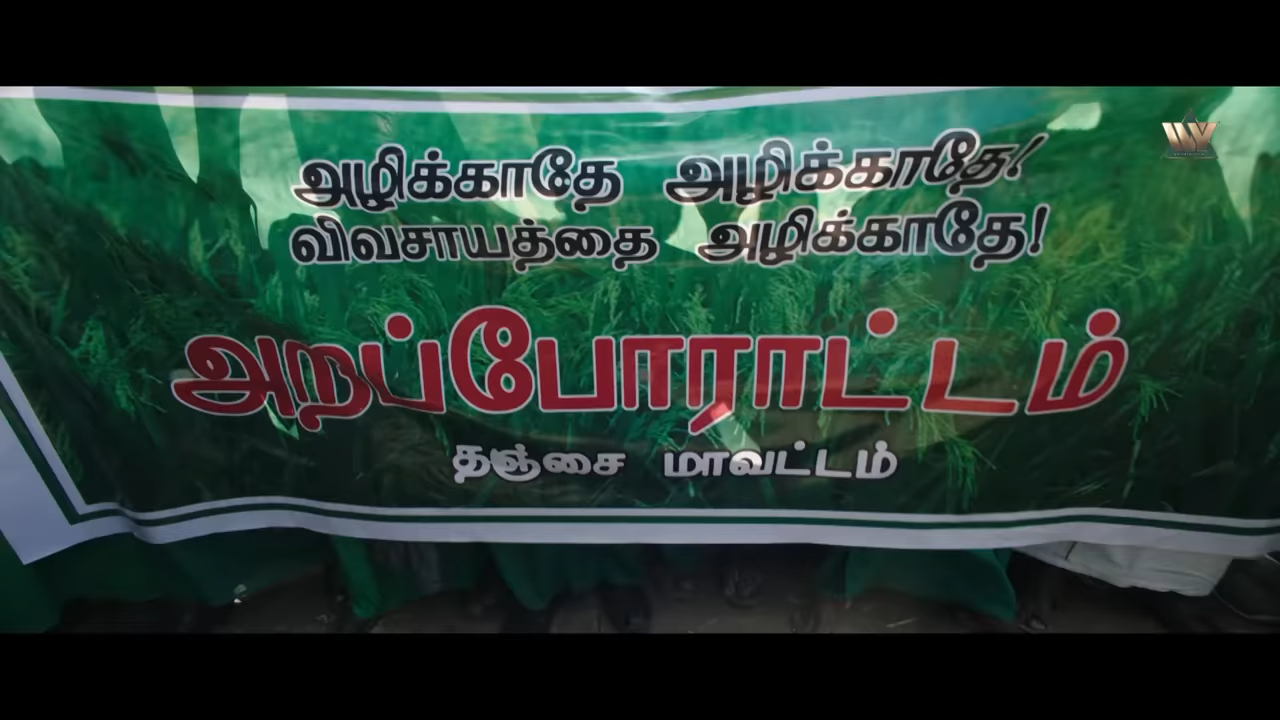 அழிக்காதே அழிக்காதே!
விவசாயத்தை அழிக்காதே!
அறப்போராட்டம்
தஞ்சை மாவட்டம்